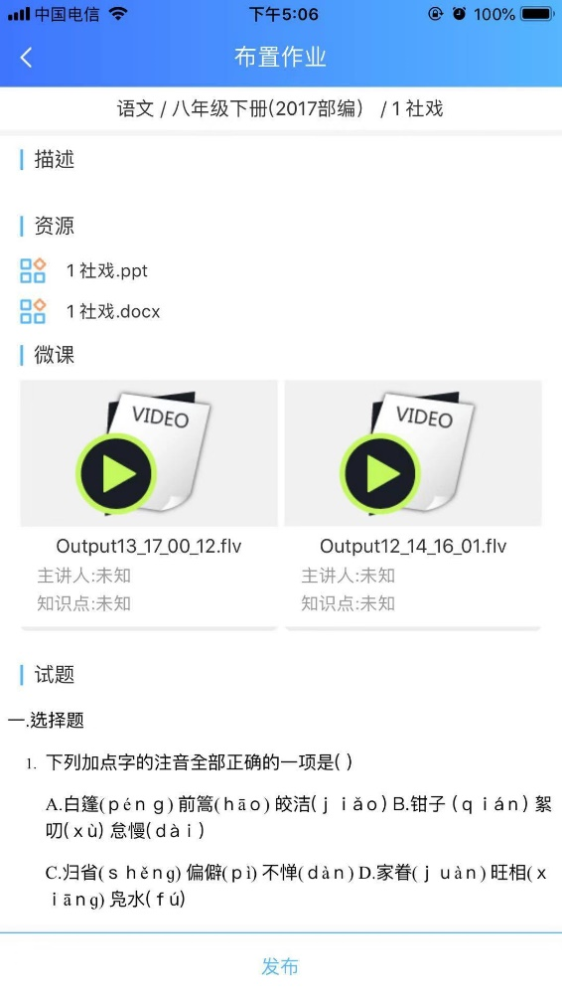 中国电信 下午5:06 100%
布置作业
语文 / 八年级下册(2017部编） / 1 社戏
描述
资源
1 社戏.ppt
1 社戏.docx
微课
VIDEO VIDEO
Output13_17_00_12.flv Output12_14_16_01.flv
主讲人:未知 主讲人:未知
知识点:未知 知识点:未知
试题
一.选择题
1. 下列加点字的注音全部正确的一项是( )
A.白篷(pénɡ) 前篙(hāo) 皎洁(jiǎo) B.钳子(qián) 絮
叨(xù) 怠慢(dài)
C.归省(shěnɡ) 偏僻(pì) 不惮(dàn) D.家眷(juàn) 旺相(x
iānɡ) 凫水(fú)
发布